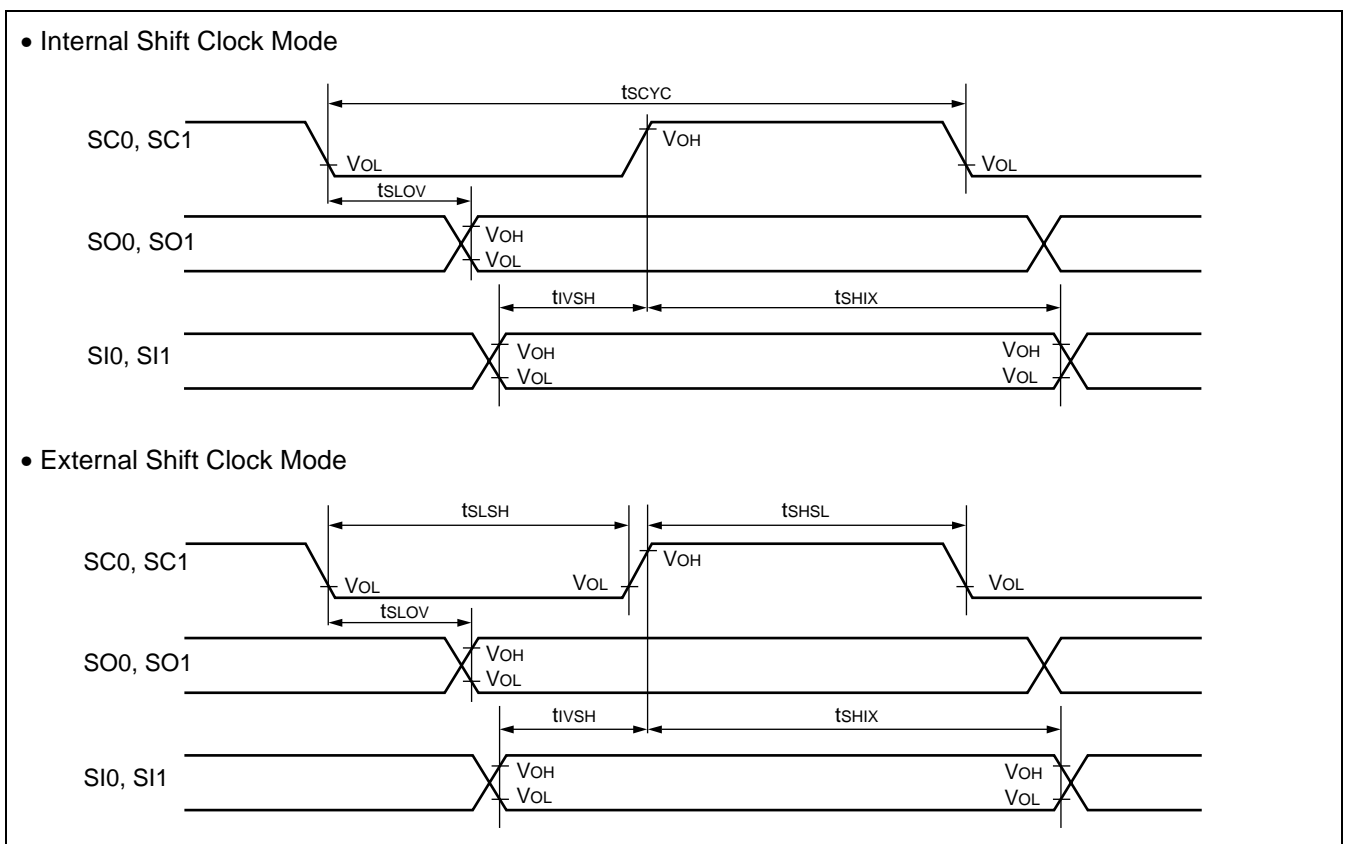 • Internal Shift Clock Mode
tSCYC
SC0, SC1
VOH
VOL
VOL
tSLOV
SO0, SO1
VOH
VOL
tIVSH
tSHIX
SI0, SI1
VOH
VOH
VOL
VOL
• External Shift Clock Mode
tSLSH
tSHSL
SC0, SC1
VOH
VOL
VOL
VOL
tSLOV
SO0, SO1
VOH
VOL
tIVSH
tSHIX
SI0, SI1
VOH
VOH
VOL
VOL